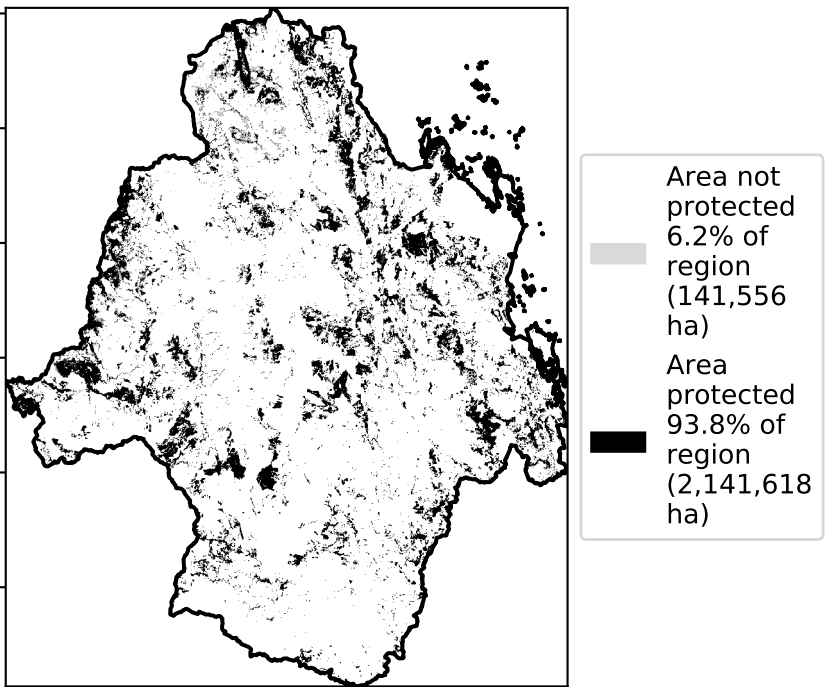 Area not
protected
6.2% of
region
(141,556
ha)
Area
protected
93.8% of
region
(2,141,618
ha)